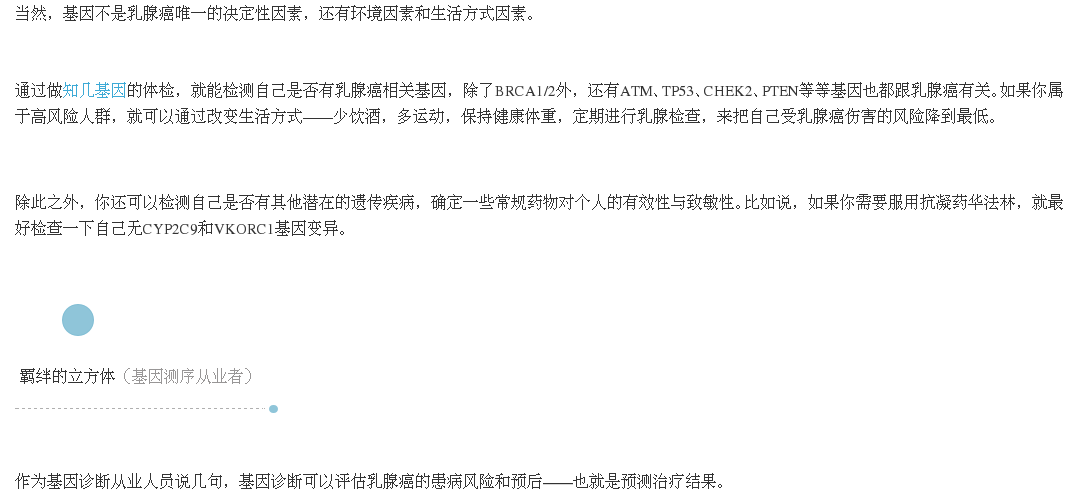 当然，基因不是乳腺癌唯一的决定性因素，还有环境因素和生活方式因素。
通过做知几基因的体检，就能检测自己是否有乳腺癌相关基因，除了BRCA1/2外，还有ATM、TP53、CHEK2、PTEN等等基因也都跟乳腺癌有关。如果你属
于高风险人群，就可以通过改变生活方式——少饮酒，多运动，保持健康体重，定期进行乳腺检查，来把自己受乳腺癌伤害的风险降到最低。
除此之外，你还可以检测自己是否有其他潜在的遗传疾病，确定一些常规药物对个人的有效性与致敏性。比如说，如果你需要服用抗凝药华法林，就最
好检查一下自己无CYP2C9和VKORC1基因变异。
羁绊的立方体（基因测序从业者）
作为基因诊断从业人员说几句，基因诊断可以评估乳腺癌的患病风险和预后——也就是预测治疗结果。